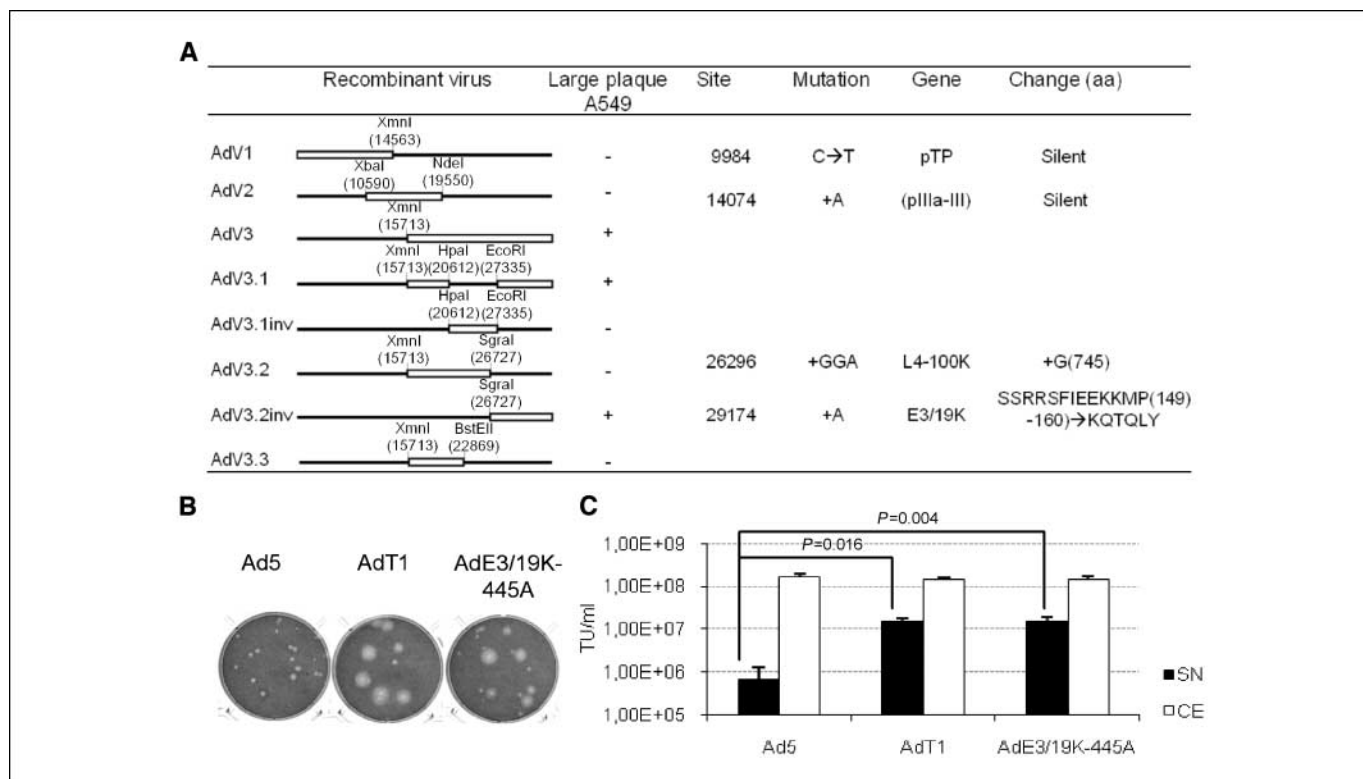 A
Recombinant virus Large plaque A549 Site Mutation Gene Change (aa)
XmnI
(14563)
AdV1 - 9984 C→T pTP Silent
XbaI NdeI
(10590) (19550)
AdV2 - 14074 +A (pIIIa-III) Silent
XmnI
(15713)
AdV3 +
XmnI HpaI EcoRI
(15713) (20612) (27335)
AdV3.1 +
HpaI EcoRI
(20612) (27335)
AdV3.1inv -
XmnI SgraI
(15713) (26727)
AdV3.2 - 26296 +GGA L4-100K +G(745)
SgraI
(26727)
AdV3.2inv + 29174 +A E3/19K SSRRSFIEEKKMP(149)
-160)→KQTQLY
XmnI BstEII
(15713) (22869)
AdV3.3 -
B
Ad5 AdT1 AdE3/19K-
445A
C
P=0.004
P=0.016
1,00E+09
1,00E+08
1,00E+07
1,00E+06
1,00E+05
TU/ml
Ad5 AdT1 AdE3/19K-445A
SN
CE